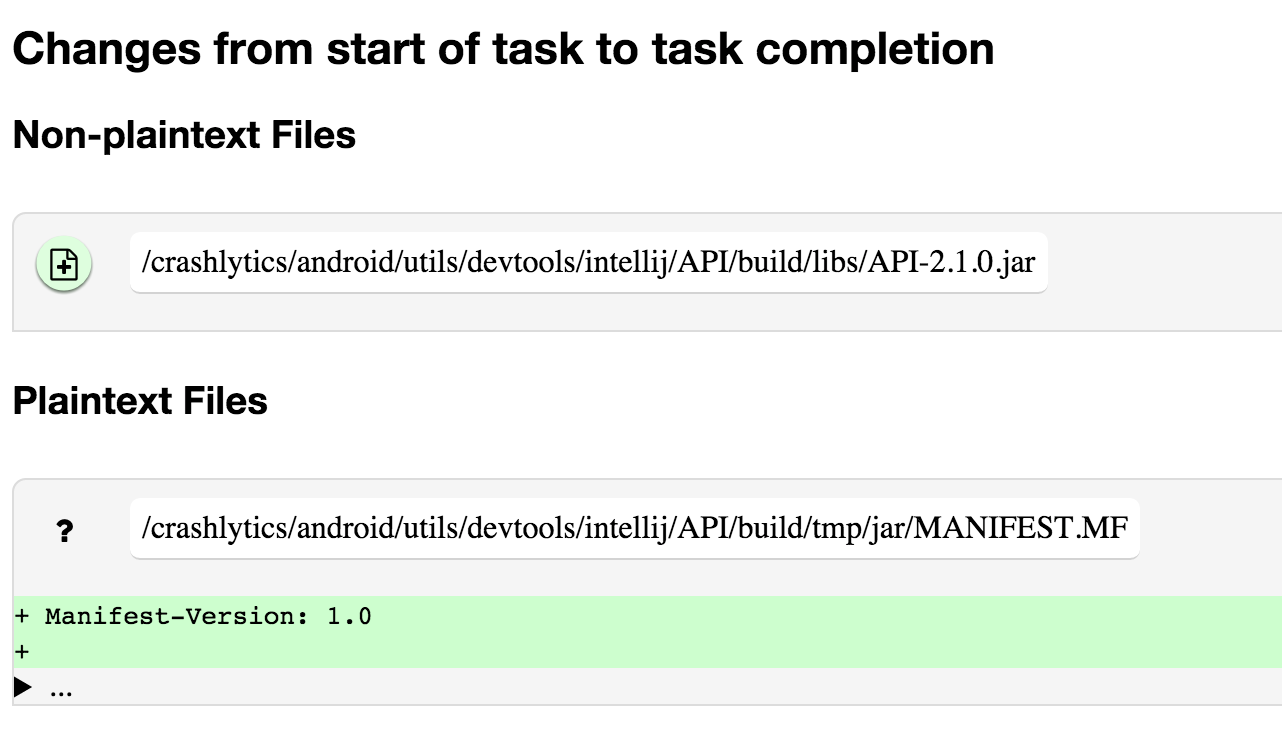 Changes from start of task to task completion
Non-plaintext Files
/crashlytics/android/utils/devtools/intellij/API/build/libs/API-2.1.0.jar
Plaintext Files
? /crashlytics/android/utils/devtools/intellij/API/build/tmp/jar/MANIFEST.MF
+ Manifest-Version: 1.0
+
...